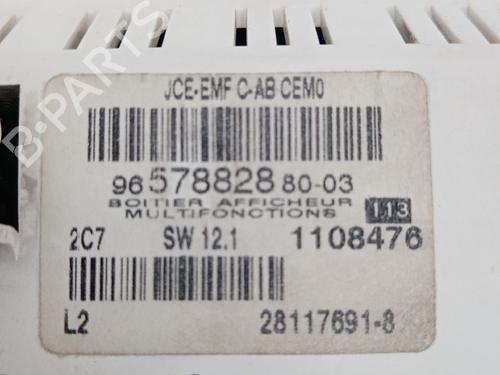 JCE-EMF C-AB CEM0
96 578828 80-03
BOITIER AFFICHEUR
MULTIFONCTIONS 113
2C7 SW 12.1 1108476
L2 28117691-8